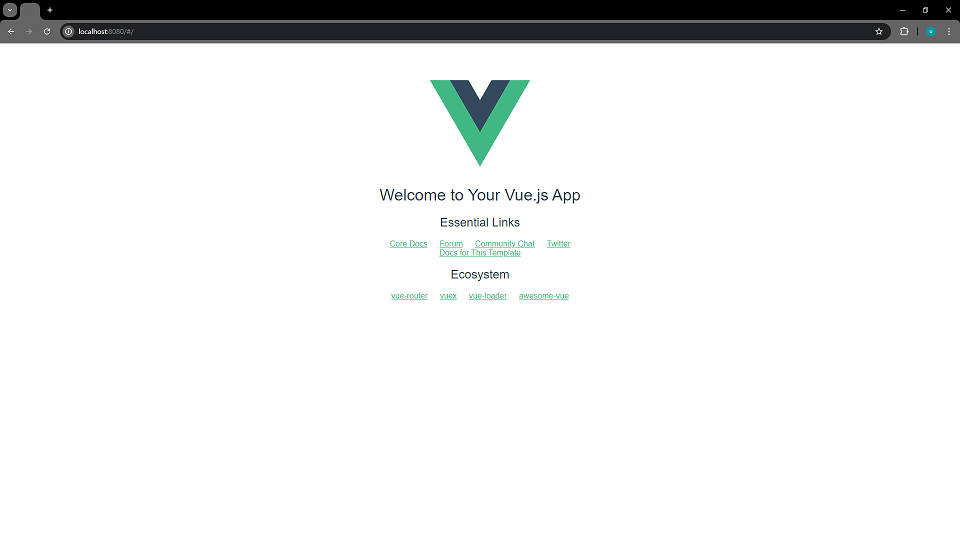 localhost:8080/#/
Welcome to Your Vue.js App
Essential Links
Core Docs Forum Community Chat Twitter
Docs for This Template
Ecosystem
vue-router vuex vue-loader awesome-vue